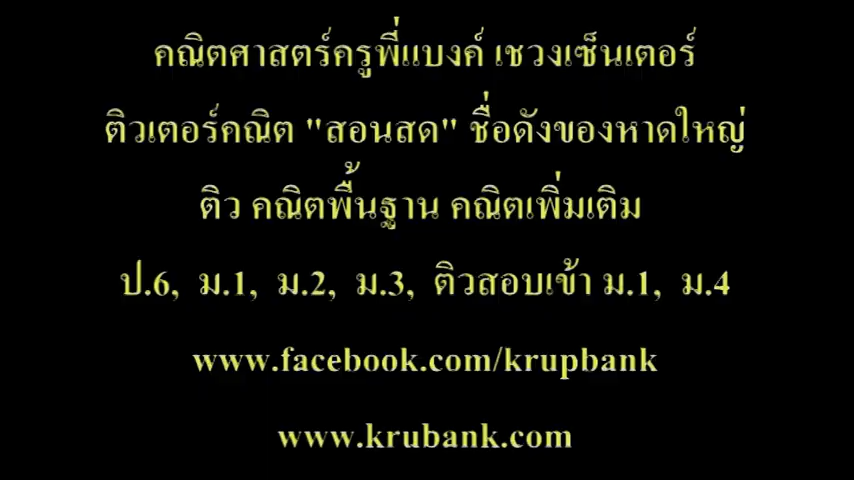 คณิตศาสตร์ครูพี่แบงค์ เชวงเซ็นเตอร์
ติวเตอร์คณิต "สอนสด" ชื่อดังของหาดใหญ่
ติว คณิตพื้นฐาน คณิตเพิ่มเติม
ป.6, ม.1, ม.2, ม.3, ติวสอบเข้า ม.1, ม.4
www.facebook.com/krupbank
www.krubank.com